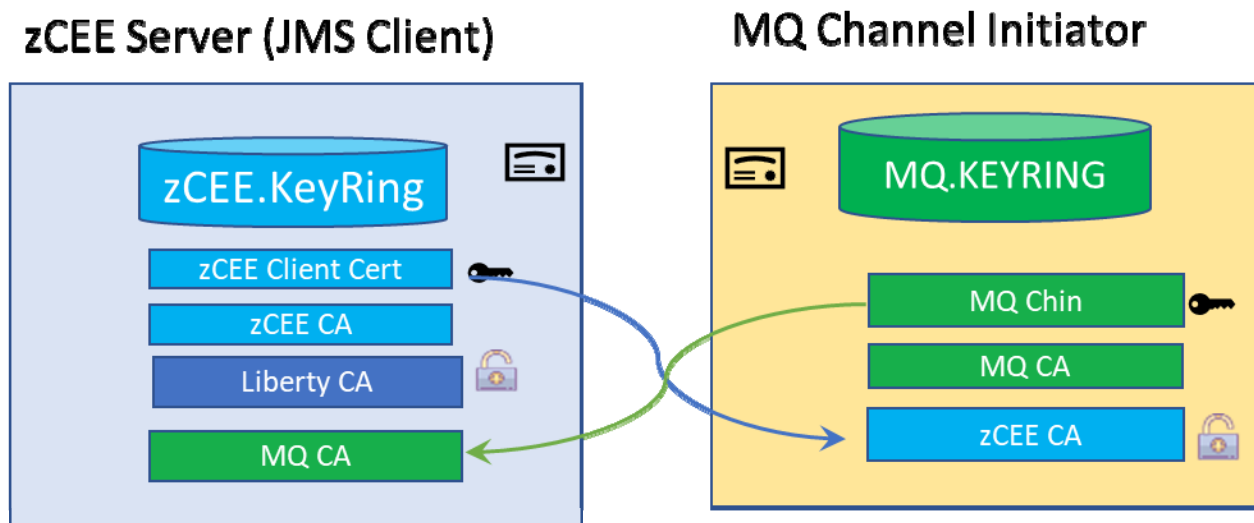 zCEE Server (JMS Client)
MQ Channel Initiator
zCEE.KeyRing
zCEE Client Cert
zCEE CA
Liberty CA
MQ CA
MQ.KEYRING
MQ Chin
MQ CA
zCEE CA